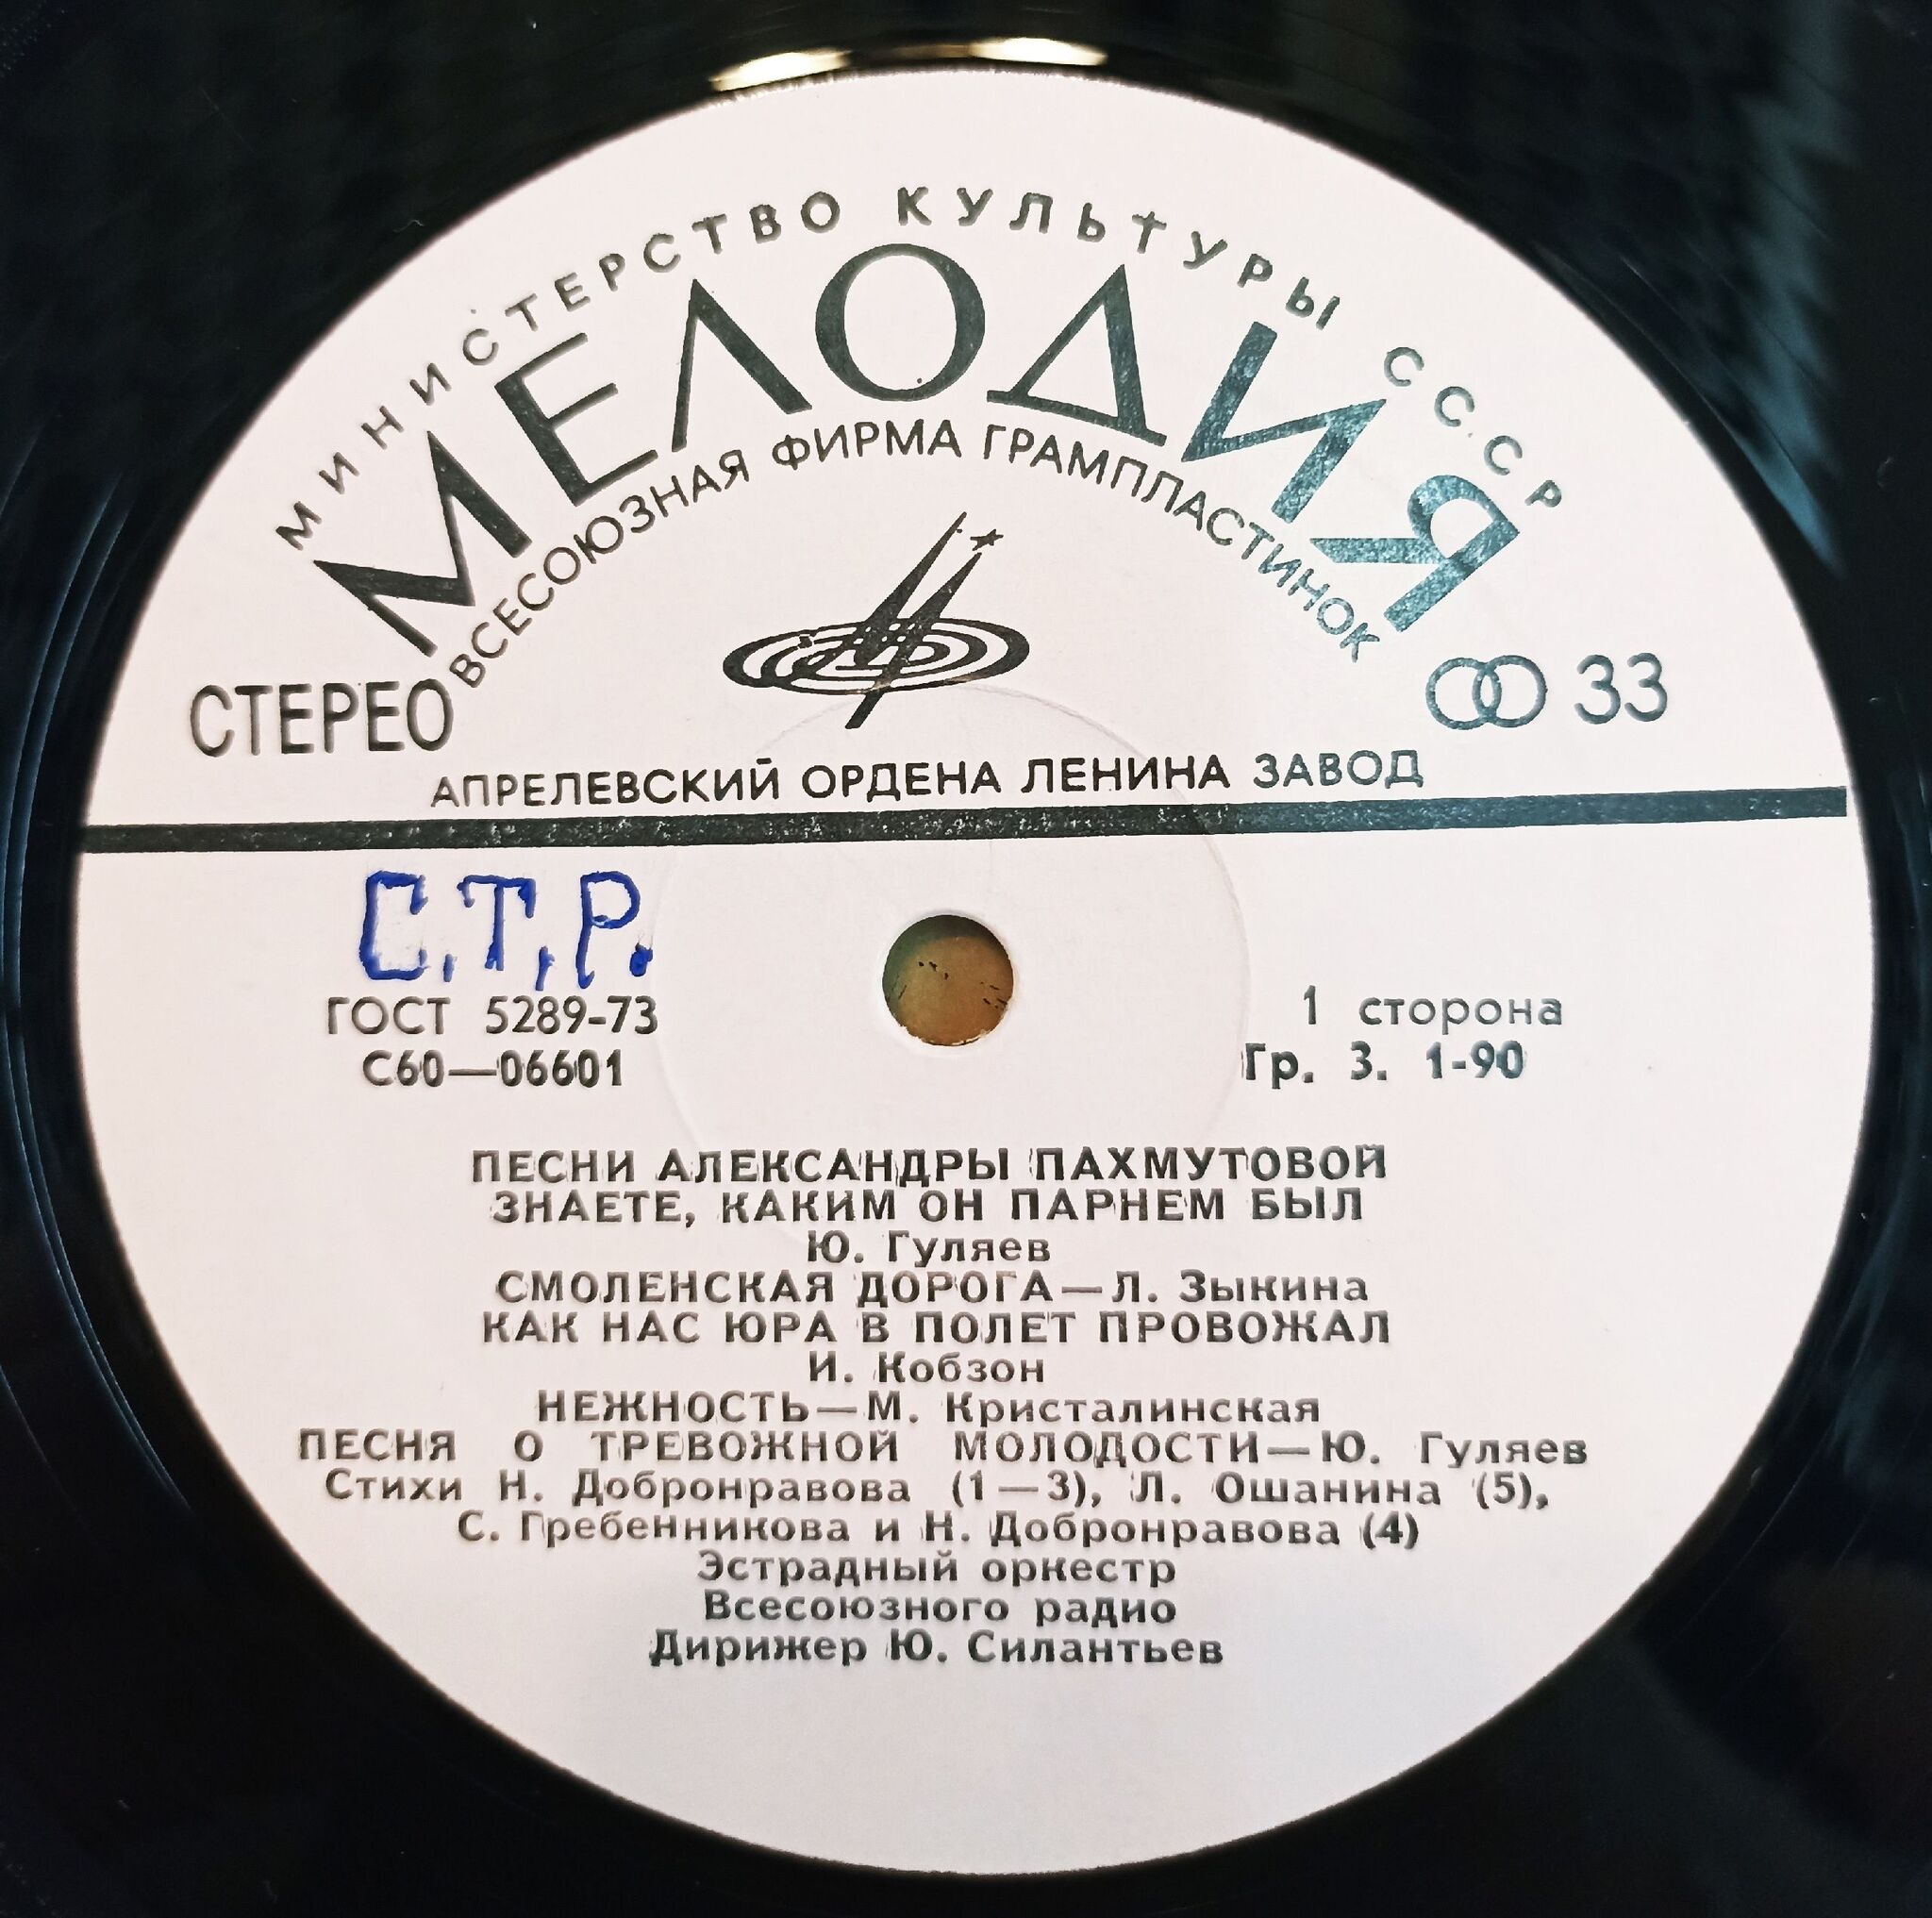 МИНИСТЕРСТВО КУЛЬТУРЫ СССР
МЕЛОДИЯ
ВСЕСОЮЗНАЯ ФИРМА ГРАМПЛАСТИНОК
СТЕРЕО
33
АПРЕЛЕВСКИЙ ОРДЕНА ЛЕНИНА ЗАВОД
С.Т.Р.
ГОСТ 5289-73
1 сторона
С60—06601
Гр. 3. 1-90
ПЕСНИ АЛЕКСАНДРЫ ПАХМУТОВОЙ
ЗНАЕТЕ, КАКИМ ОН ПАРНЕМ БЫЛ
Ю. Гуляев
СМОЛЕНСКАЯ ДОРОГА—Л. Зыкина
КАК НАС ЮРА В ПОЛЕТ ПРОВОЖАЛ
И. Кобзон
НЕЖНОСТЬ—М. Кристалинская
ПЕСНЯ О ТРЕВОЖНОЙ МОЛОДОСТИ—Ю. Гуляев
Стихи Н. Добронравова (1—3), Л. Ошанина (5),
С. Гребенникова и Н. Добронравова (4)
Эстрадный оркестр
Всесоюзного радио
Дирижер Ю. Силантьев